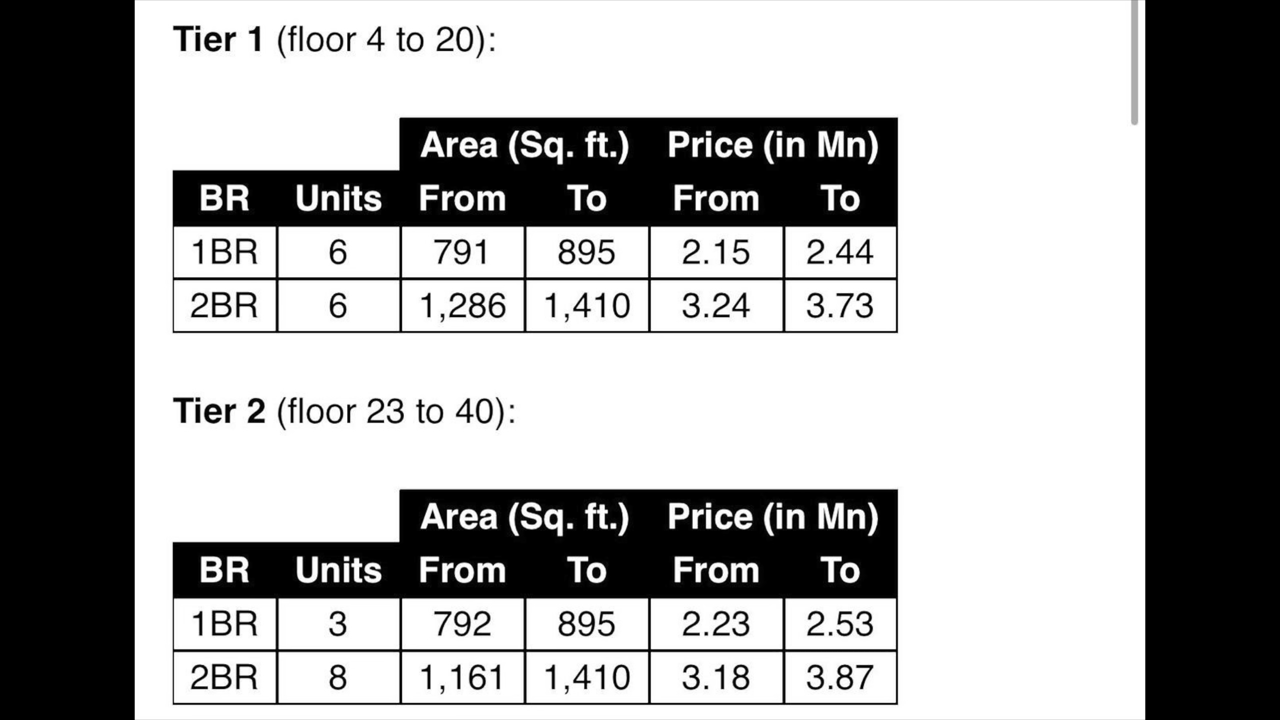 Tier 1 (floor 4 to 20):
Area (Sq. ft.) Price (in Mn)
BR Units From To From To
1BR 6 791 895 2.15 2.44
2BR 6 1,286 1,410 3.24 3.73
Tier 2 (floor 23 to 40):
Area (Sq. ft.) Price (in Mn)
BR Units From To From To
1BR 3 792 895 2.23 2.53
2BR 8 1,161 1,410 3.18 3.87